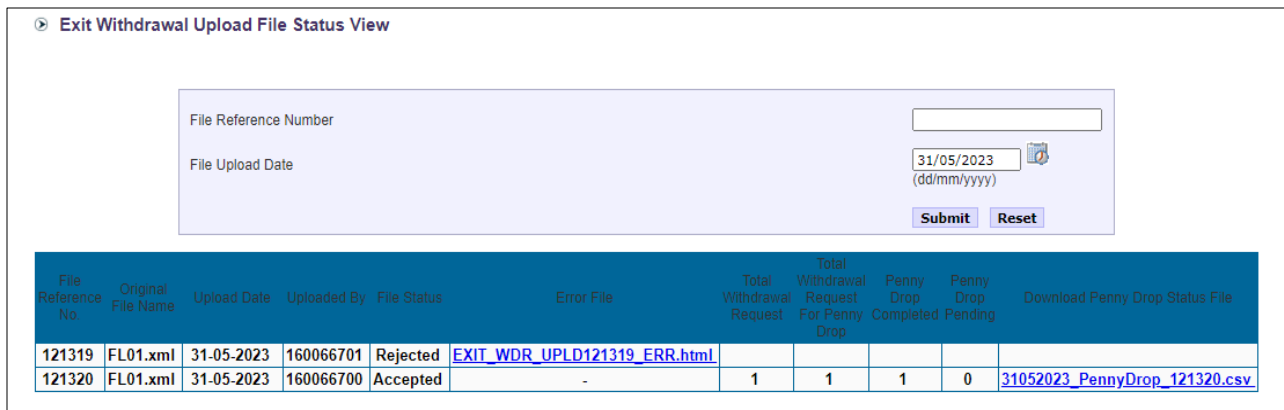 Exit Withdrawal Upload File Status View
File Reference Number
File Upload Date
31/05/2023
(dd/mm/yyyy)
Submit Reset
File Reference No. Original File Name Upload Date Uploaded By File Status Error File Total Withdrawal Request Total Withdrawal Request For Penny Drop Penny Drop Completed Penny Drop Pending Download Penny Drop Status File
121319 FL01.xml 31-05-2023 160066701 Rejected EXIT_WDR_UPLD121319_ERR.html
121320 FL01.xml 31-05-2023 160066700 Accepted - 1 1 1 0 31052023_PennyDrop_121320.csv